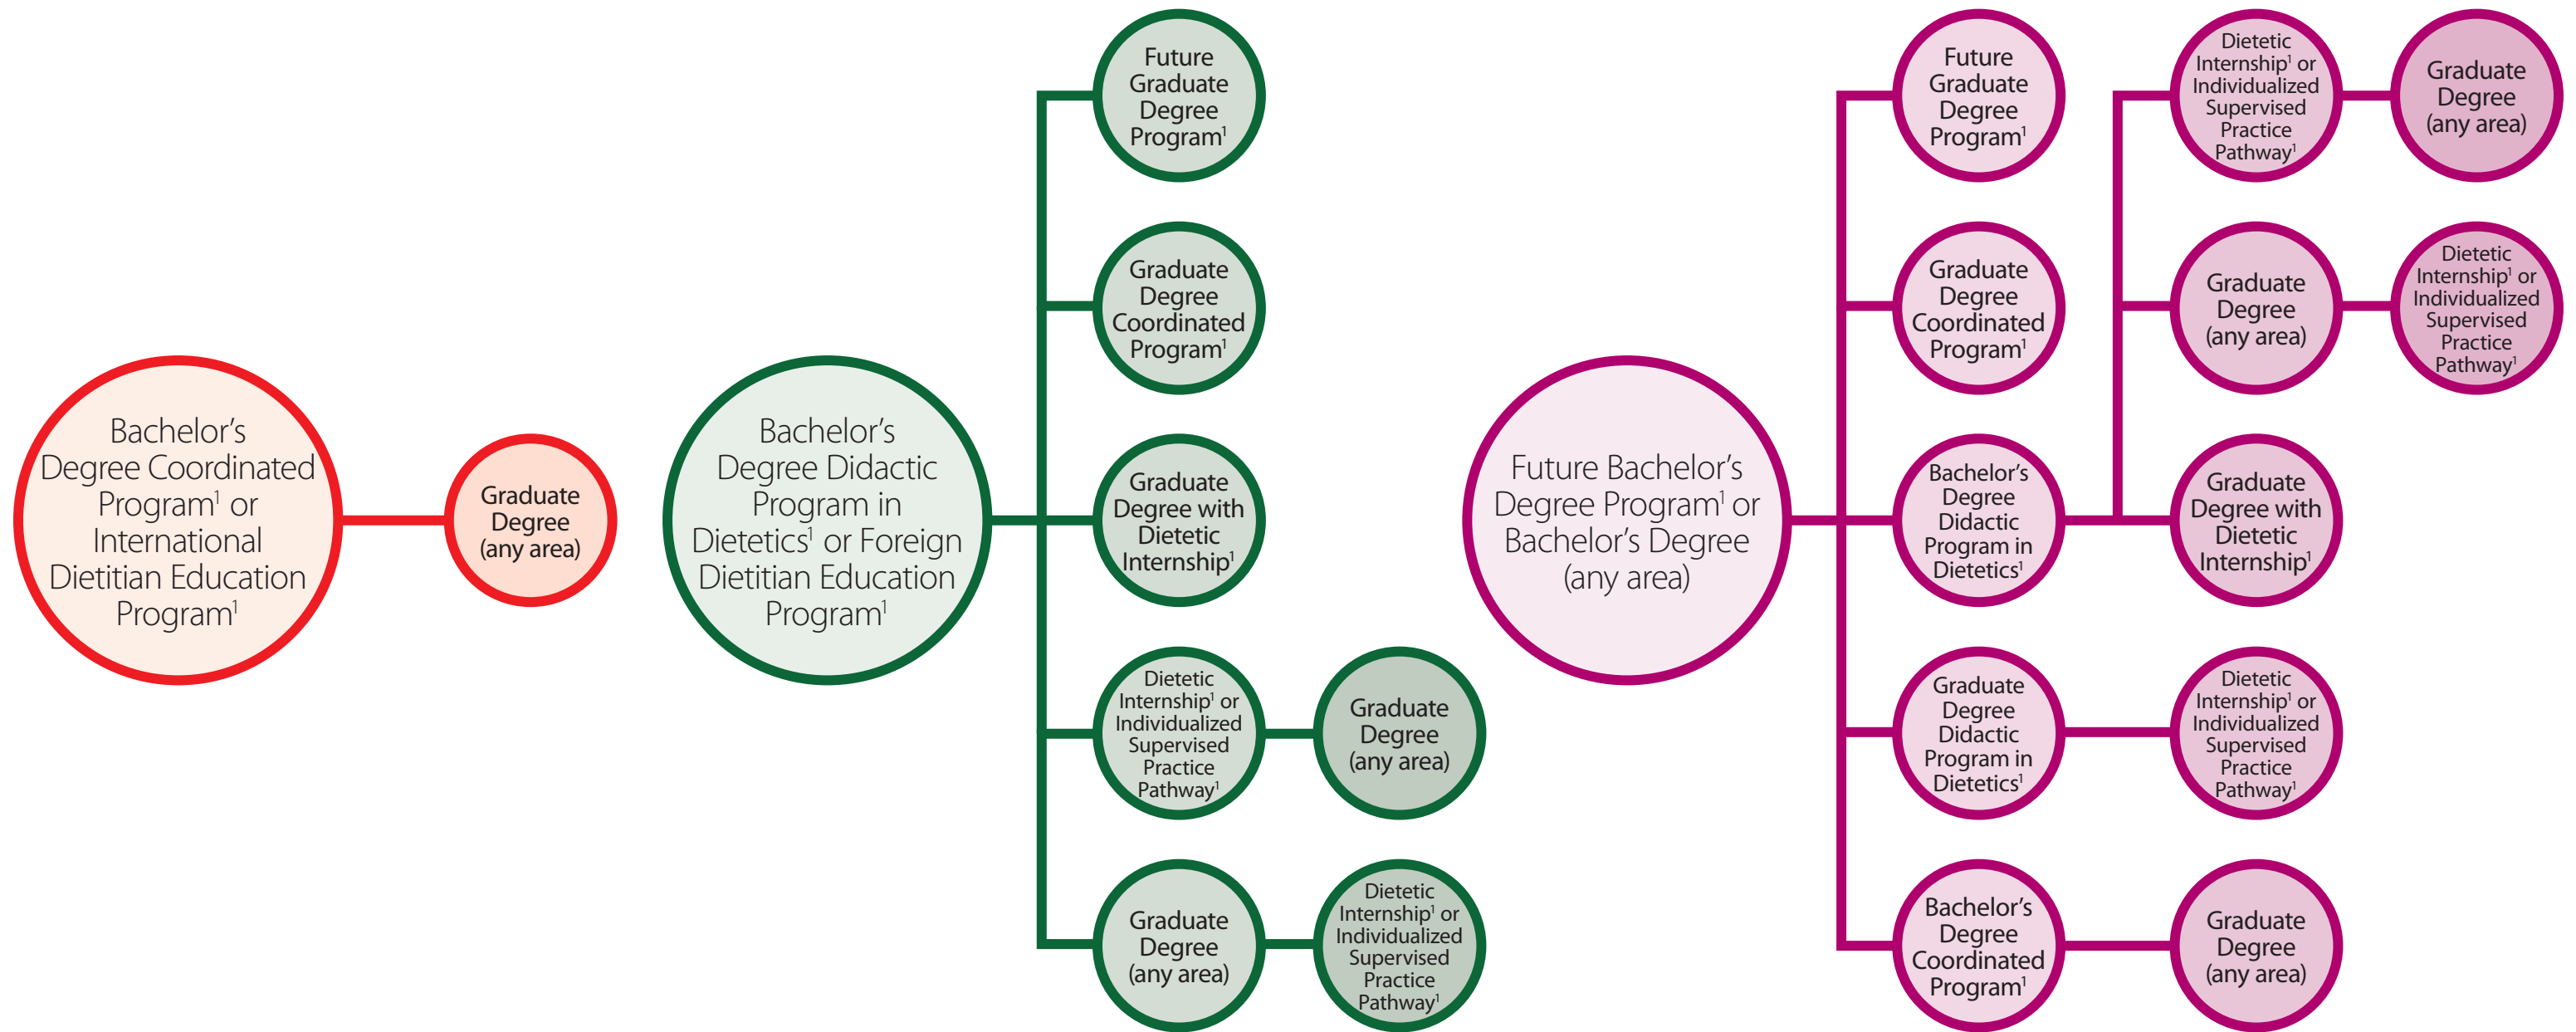 Bachelor’s
Degree Coordinated
Program¹ or
International
Dietitian Education
Program¹
Graduate
Degree
(any area)
Bachelor’s
Degree Didactic
Program in
Dietetics¹ or Foreign
Dietitian Education
Program¹
Future
Graduate
Degree
Program¹
Graduate
Degree
Coordinated
Program¹
Graduate
Degree with
Dietetic
Internship¹
Dietetic
Internship¹ or
Individualized
Supervised
Practice
Pathway¹
Graduate
Degree
(any area)
Graduate
Degree
(any area)
Dietetic
Internship¹ or
Individualized
Supervised
Practice
Pathway¹
Future Bachelor’s
Degree Program¹ or
Bachelor’s Degree
(any area)
Future
Graduate
Degree
Program¹
Graduate
Degree
Coordinated
Program¹
Bachelor’s
Degree
Didactic
Program in
Dietetics¹
Dietetic
Internship¹ or
Individualized
Supervised
Practice
Pathway¹
Graduate
Degree
(any area)
Graduate
Degree
(any area)
Dietetic
Internship¹ or
Individualized
Supervised
Practice
Pathway¹
Graduate
Degree with
Dietetic
Internship¹
Graduate
Degree
Didactic
Program in
Dietetics¹
Dietetic
Internship¹ or
Individualized
Supervised
Practice
Pathway¹
Bachelor’s
Degree
Coordinated
Program¹
Graduate
Degree
(any area)